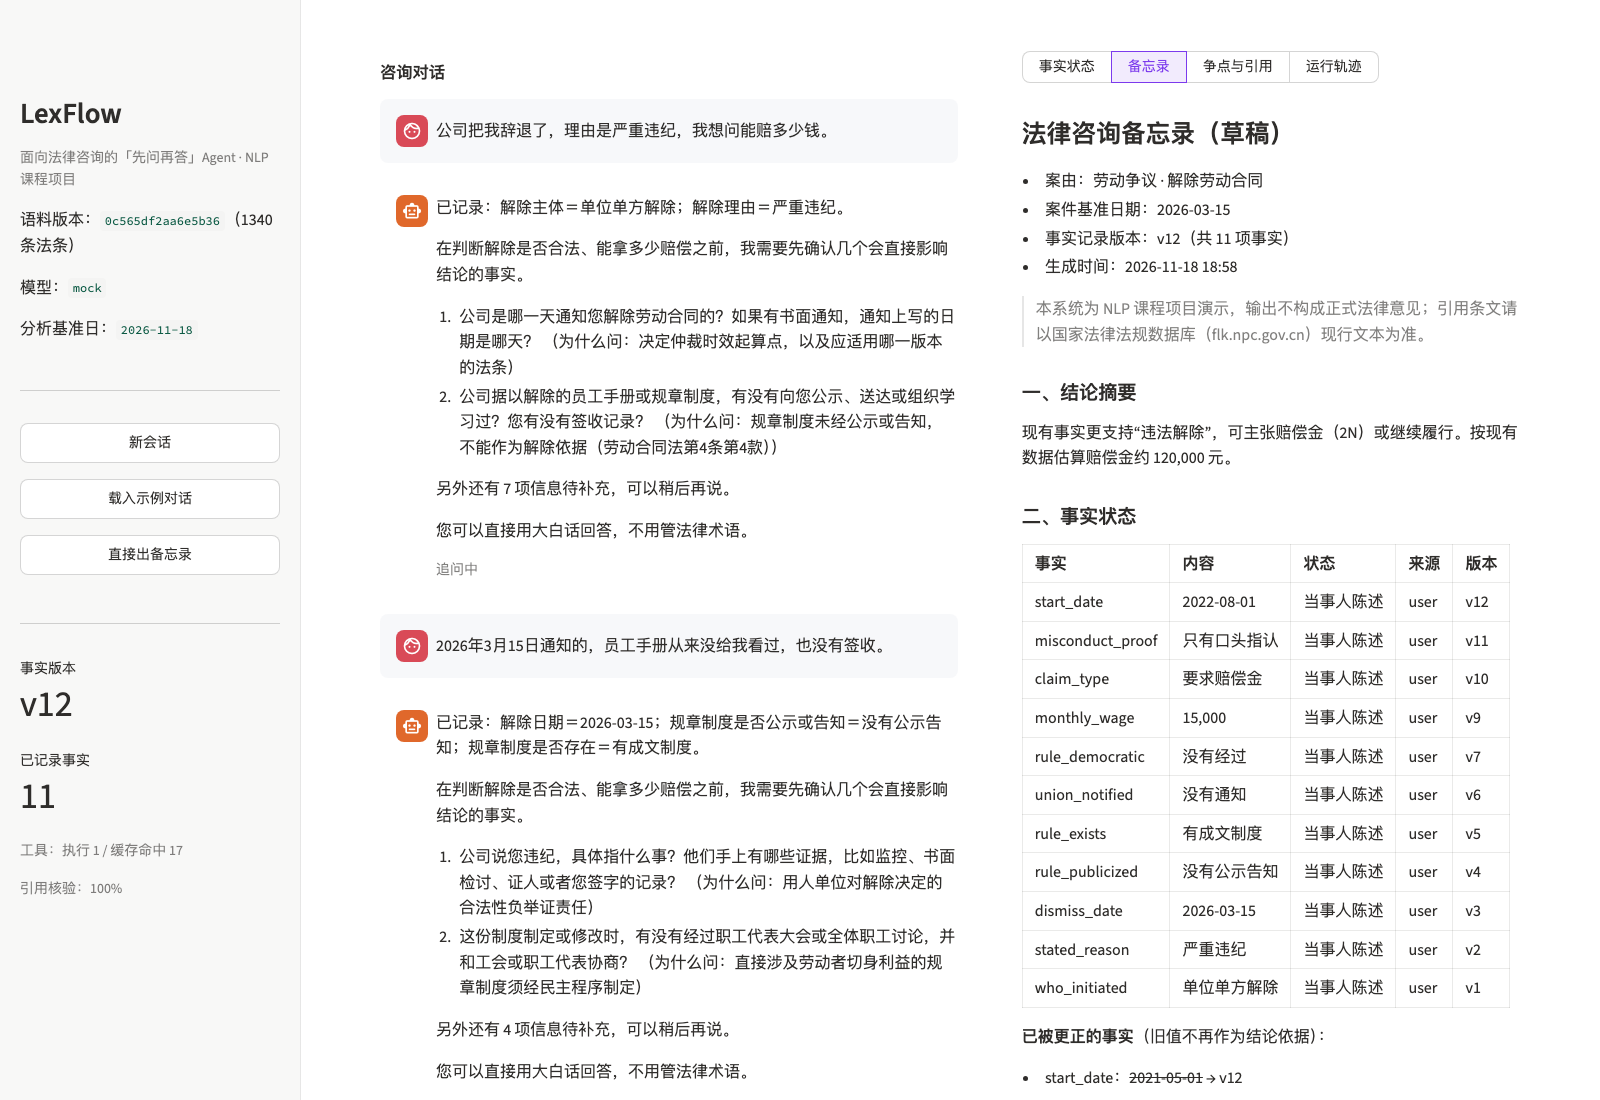 LexFlow
面向法律咨询的「先问再答」Agent · NLP
课程项目
语料版本： 0c565df2aa6e5b36 （1340
条法条）
模型： mock
分析基准日： 2026-11-18
新会话
载入示例对话
直接出备忘录
事实版本
v12
已记录事实
11
工具：执行 1 / 缓存命中 17
引用核验：100%
咨询对话
公司把我辞退了，理由是严重违纪，我想问能赔多少钱。
已记录：解除主体＝单位单方解除；解除理由＝严重违纪。
在判断解除是否合法、能拿多少赔偿之前，我需要先确认几个会直接影响
结论的事实。
1. 公司是哪一天通知您解除劳动合同的？如果有书面通知，通知上写的日
期是哪天？ （为什么问：决定仲裁时效起算点，以及应适用哪一版本
的法条）
2. 公司据以解除的员工手册或规章制度，有没有向您公示、送达或组织学
习过？您有没有签收记录？ （为什么问：规章制度未经公示或告知，
不能作为解除依据（劳动合同法第4条第4款））
另外还有 7 项信息待补充，可以稍后再说。
您可以直接用大白话回答，不用管法律术语。
追问中
2026年3月15日通知的，员工手册从来没给我看过，也没有签收。
已记录：解除日期＝2026-03-15；规章制度是否公示或告知＝没有公示告
知；规章制度是否存在＝有成文制度。
在判断解除是否合法、能拿多少赔偿之前，我需要先确认几个会直接影响
结论的事实。
1. 公司说您违纪，具体指什么事？他们手上有哪些证据，比如监控、书面
检讨、证人或者您签字的记录？ （为什么问：用人单位对解除决定的
合法性负举证责任）
2. 这份制度制定或修改时，有没有经过职工代表大会或全体职工讨论，并
和工会或职工代表协商？ （为什么问：直接涉及劳动者切身利益的规
章制度须经民主程序制定）
另外还有 4 项信息待补充，可以稍后再说。
您可以直接用大白话回答，不用管法律术语。
事实状态 备忘录 争点与引用 运行轨迹
法律咨询备忘录（草稿）
• 案由：劳动争议 · 解除劳动合同
• 案件基准日期：2026-03-15
• 事实记录版本：v12（共 11 项事实）
• 生成时间：2026-11-18 18:58
本系统为 NLP 课程项目演示，输出不构成正式法律意见；引用条文请
以国家法律法规数据库（flk.npc.gov.cn）现行文本为准。
一、结论摘要
现有事实更支持“违法解除”，可主张赔偿金（2N）或继续履行。按现有
数据估算赔偿金约 120,000 元。
二、事实状态
事实 内容 状态 来源 版本
start_date 2022-08-01 当事人陈述 user v12
misconduct_proof 只有口头指认 当事人陈述 user v11
claim_type 要求赔偿金 当事人陈述 user v10
monthly_wage 15,000 当事人陈述 user v9
rule_democratic 没有经过 当事人陈述 user v7
union_notified 没有通知 当事人陈述 user v6
rule_exists 有成文制度 当事人陈述 user v5
rule_publicized 没有公示告知 当事人陈述 user v4
dismiss_date 2026-03-15 当事人陈述 user v3
stated_reason 严重违纪 当事人陈述 user v2
who_initiated 单位单方解除 当事人陈述 user v1
已被更正的事实（旧值不再作为结论依据）：
• start_date：2021-05-01 → v12